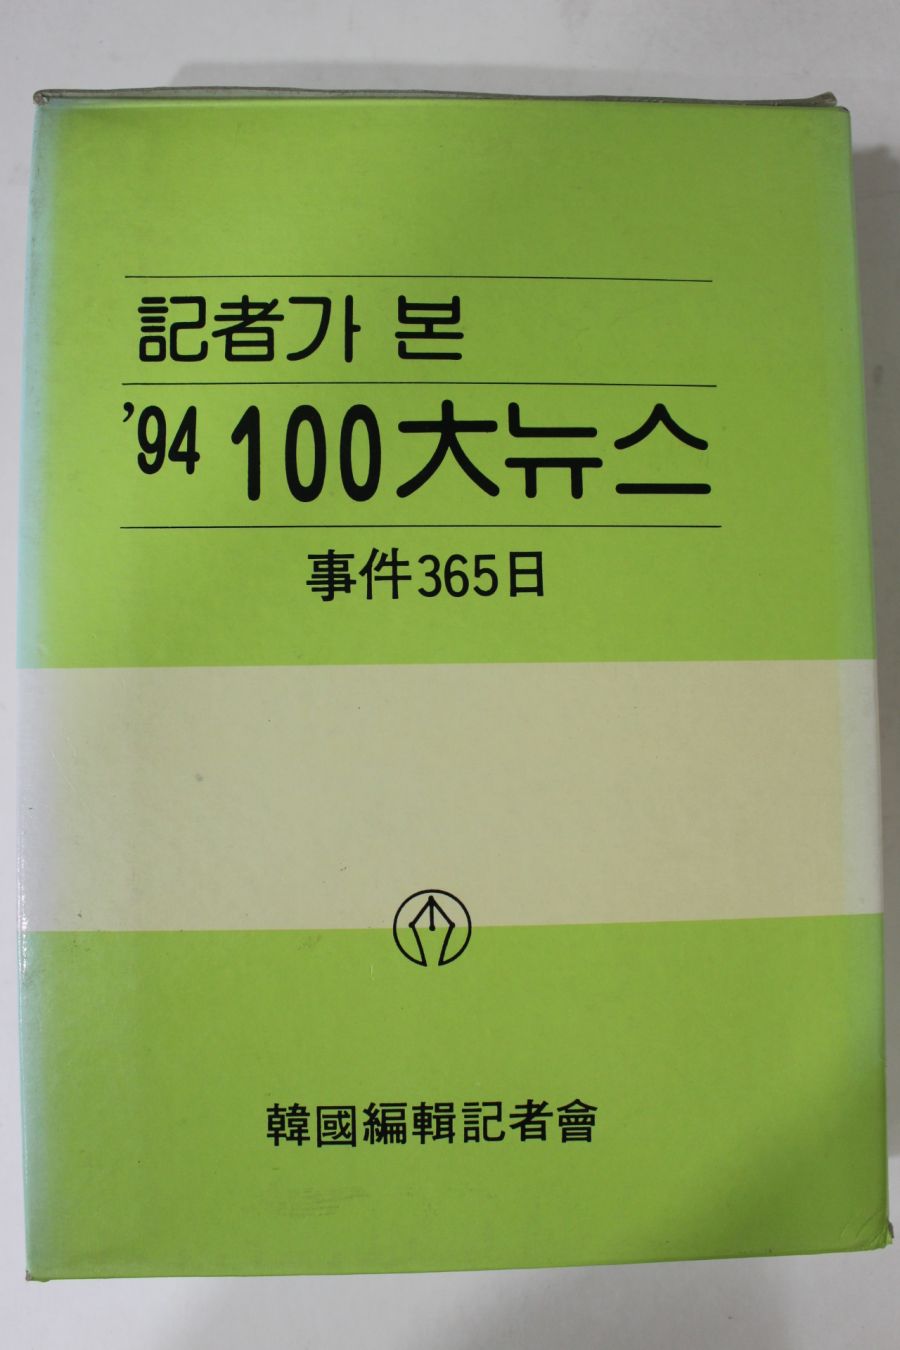 記者가 본
’94 100大뉴스
事件365日
韓國編輯記者會